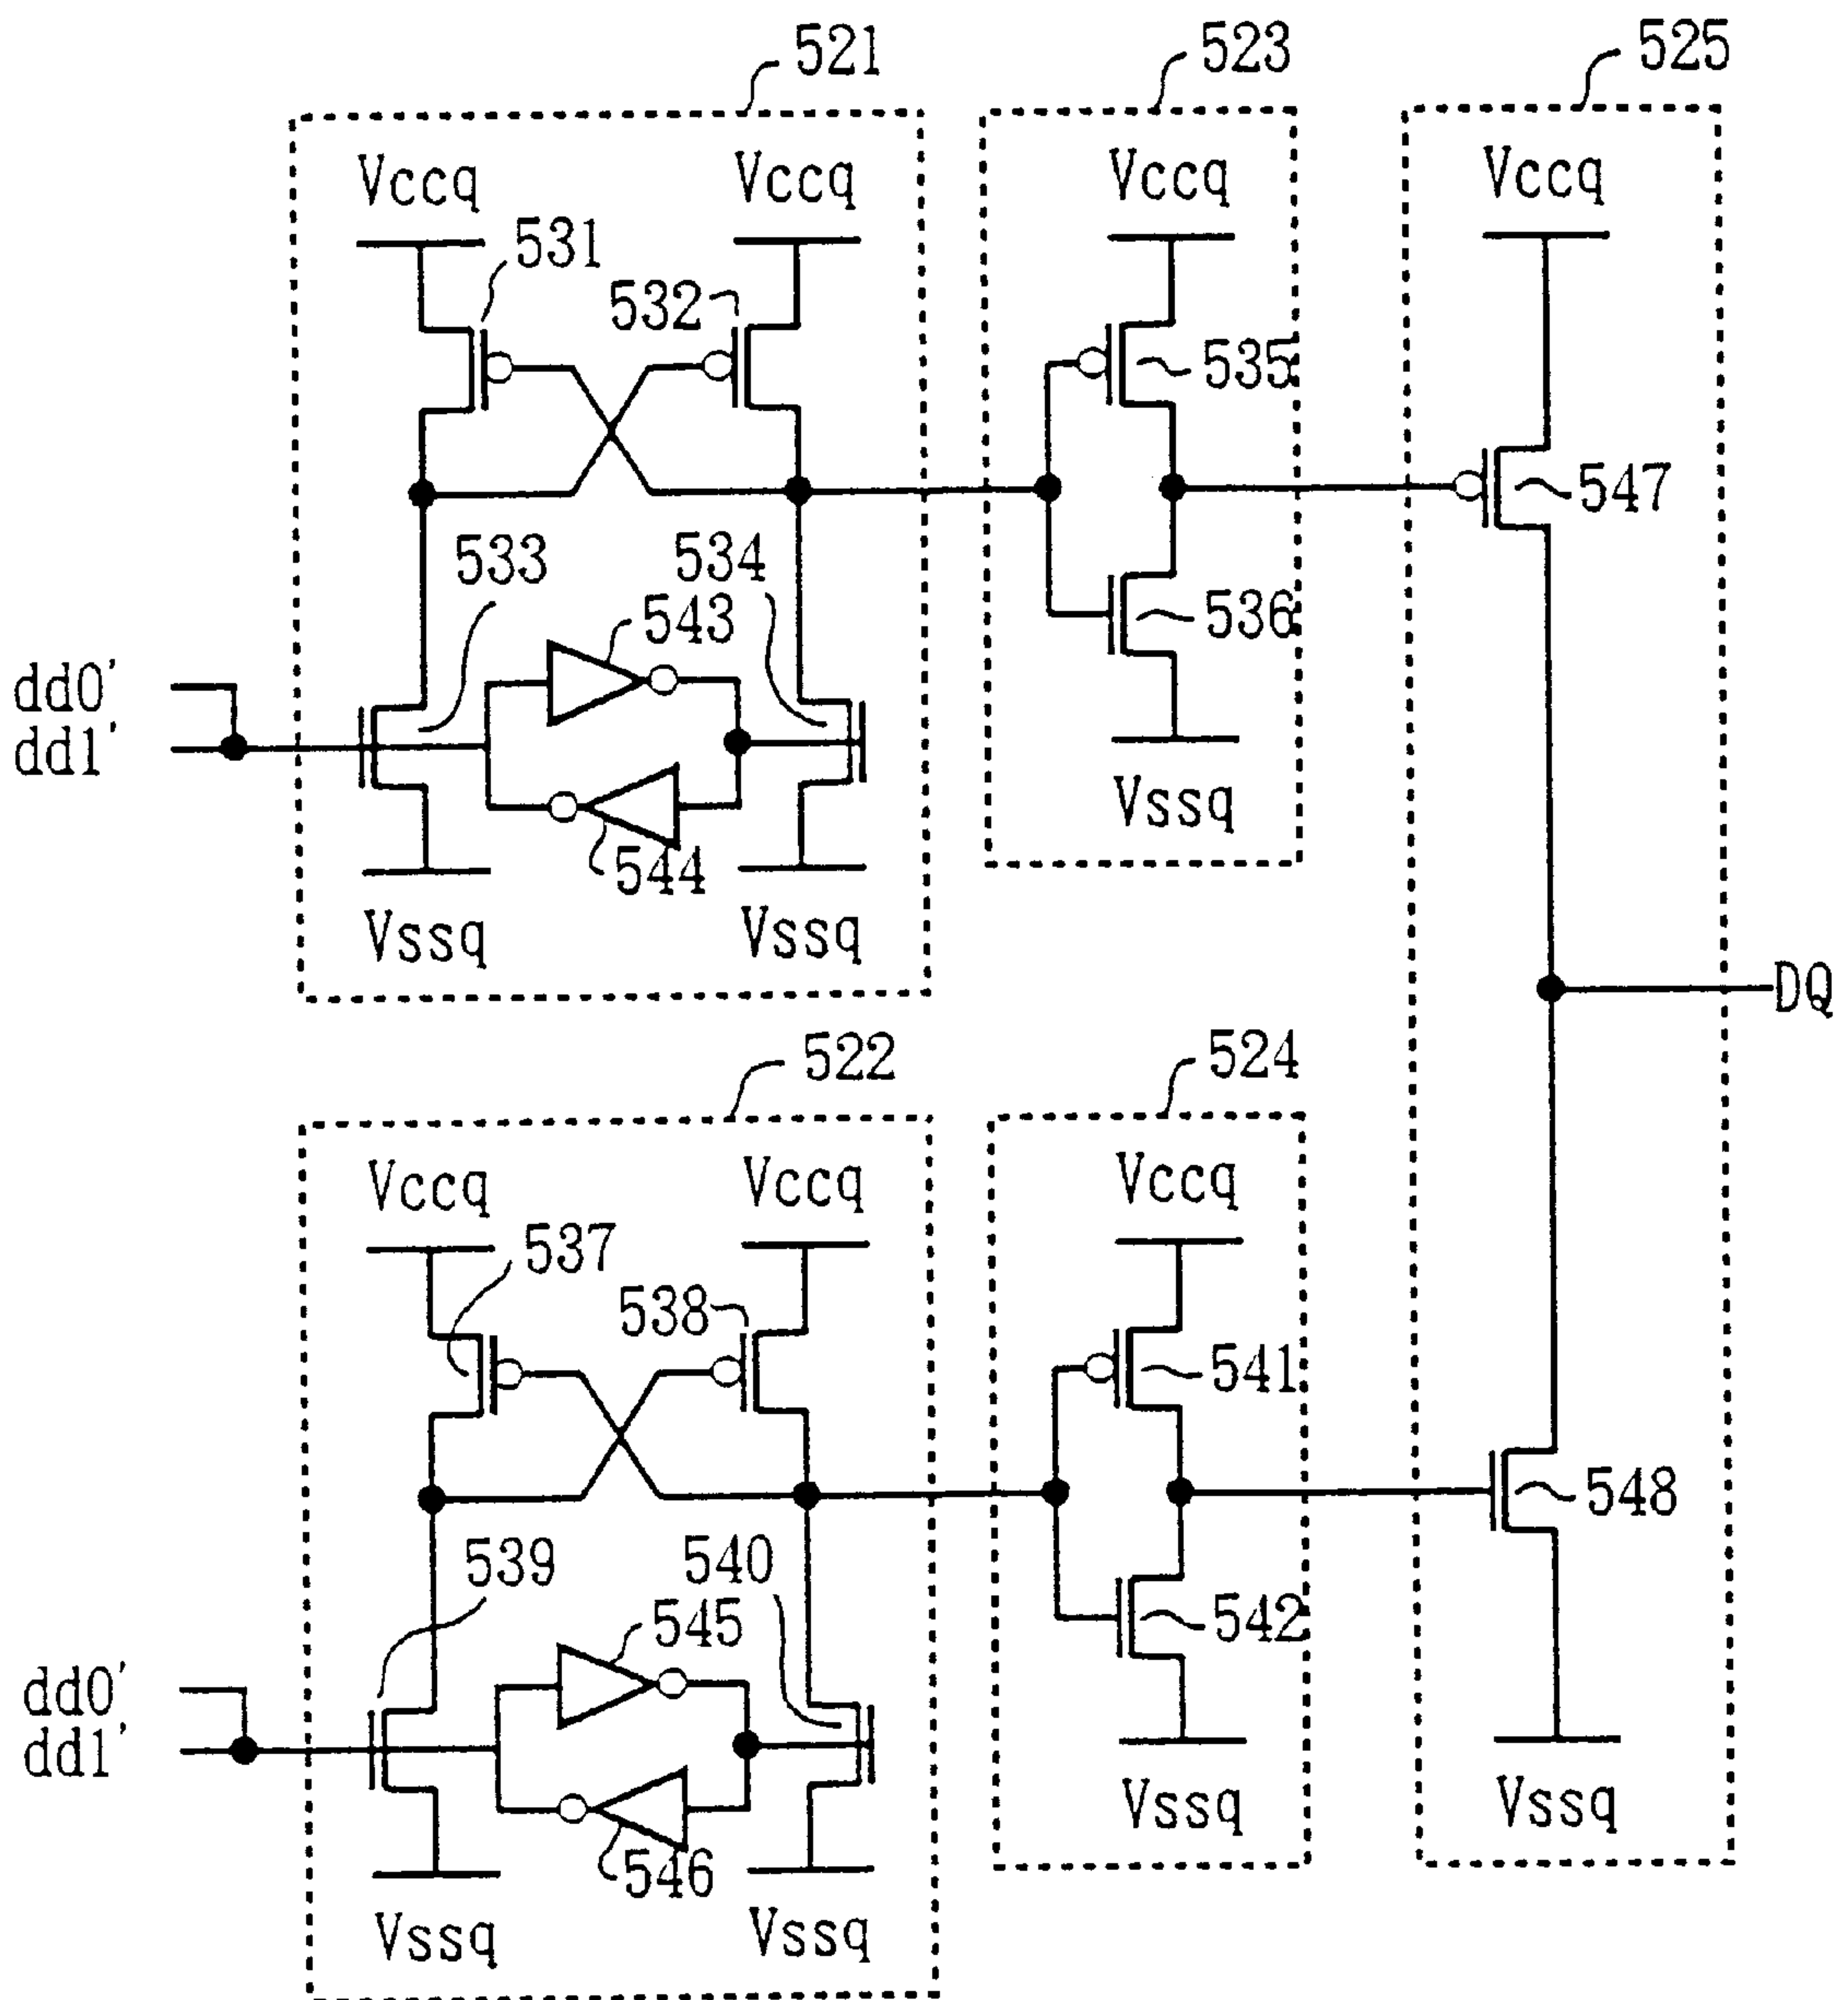 521
523
525
Vccq
Vccq
Vccq
Vccq
531
532
535
547
533
534
543
536
dd0'
dd1'
544
Vssq
Vssq
Vssq
DQ
522
524
Vccq
Vccq
Vccq
537
538
541
548
539
540
545
542
dd0'
dd1'
546
Vssq
Vssq
Vssq
Vssq